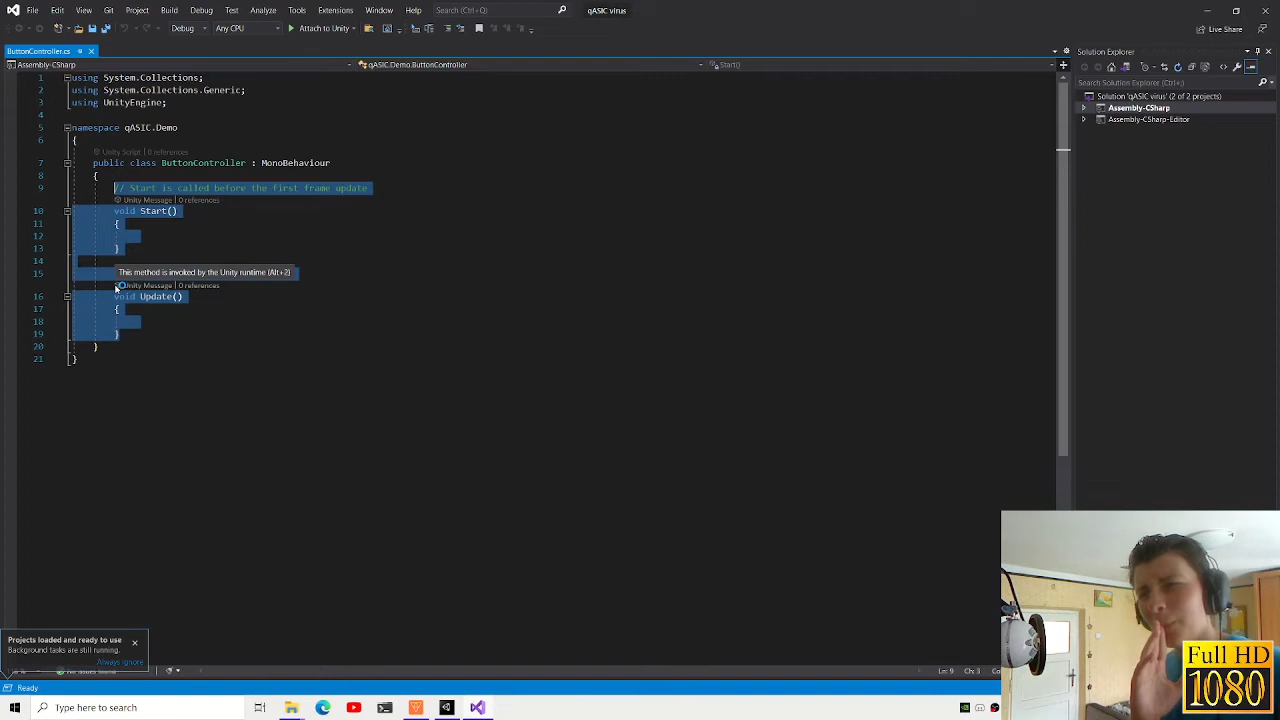 File Edit View Git Project Build Debug Test Analyze Tools Extensions Window Help Search (Ctrl+Q) qASIC virus
Debug Any CPU Attach to Unity Live Share
ButtonController.cs
Solution Explorer
Assembly-CSharp qASIC.Demo.ButtonController Start()
Search Solution Explorer (Ctrl+;)
Solution 'qASIC virus' (2 of 2 projects)
Assembly-CSharp
Assembly-CSharp-Editor
1 using System.Collections;
2 using System.Collections.Generic;
3 using UnityEngine;
4
5 namespace qASIC.Demo
6 {
Unity Script | 0 references
7 public class ButtonController : MonoBehaviour
8 {
9 // Start is called before the first frame update
Unity Message | 0 references
10 void Start()
11 {
12
13 }
14
15
This method is invoked by the Unity runtime (Alt+2)
Unity Message | 0 references
16 void Update()
17 {
18
19 }
20 }
21 }
Projects loaded and ready to use
Background tasks are still running.
Always ignore
Ln: 9 Ch: 3
Ready
Type here to search
Full HD
1080